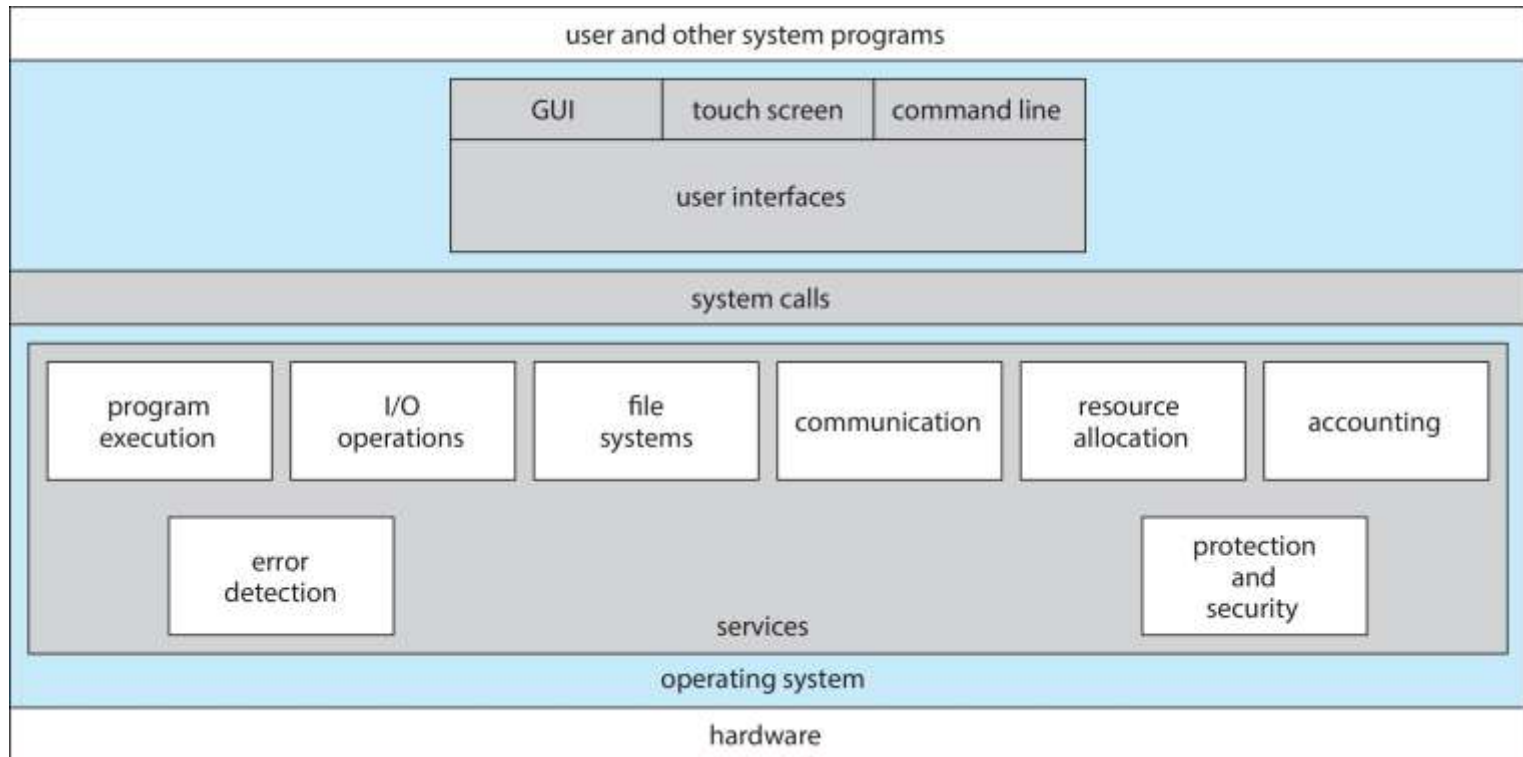 user and other system programs
GUI
touch screen
command line
user interfaces
system calls
program
execution
I/O
operations
file
systems
communication
resource
allocation
accounting
error
detection
protection
and
security
services
operating system
hardware